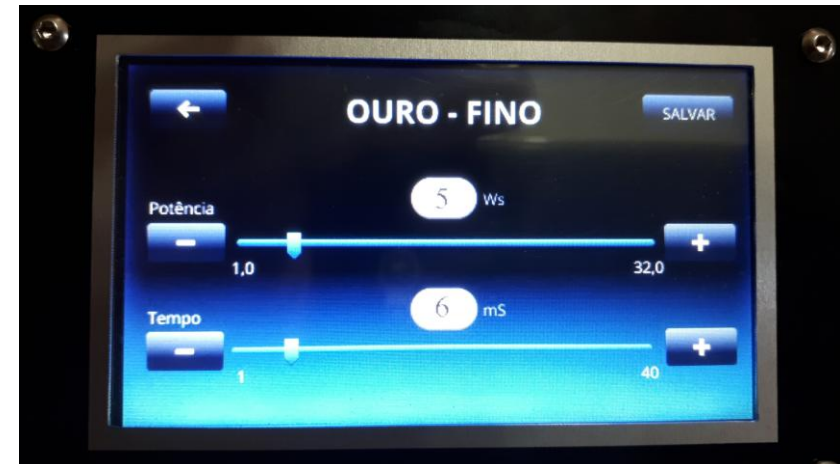 OURO - FINO
SALVAR
5 Ws
Potência
1,0
32,0
6 mS
Tempo
1
40